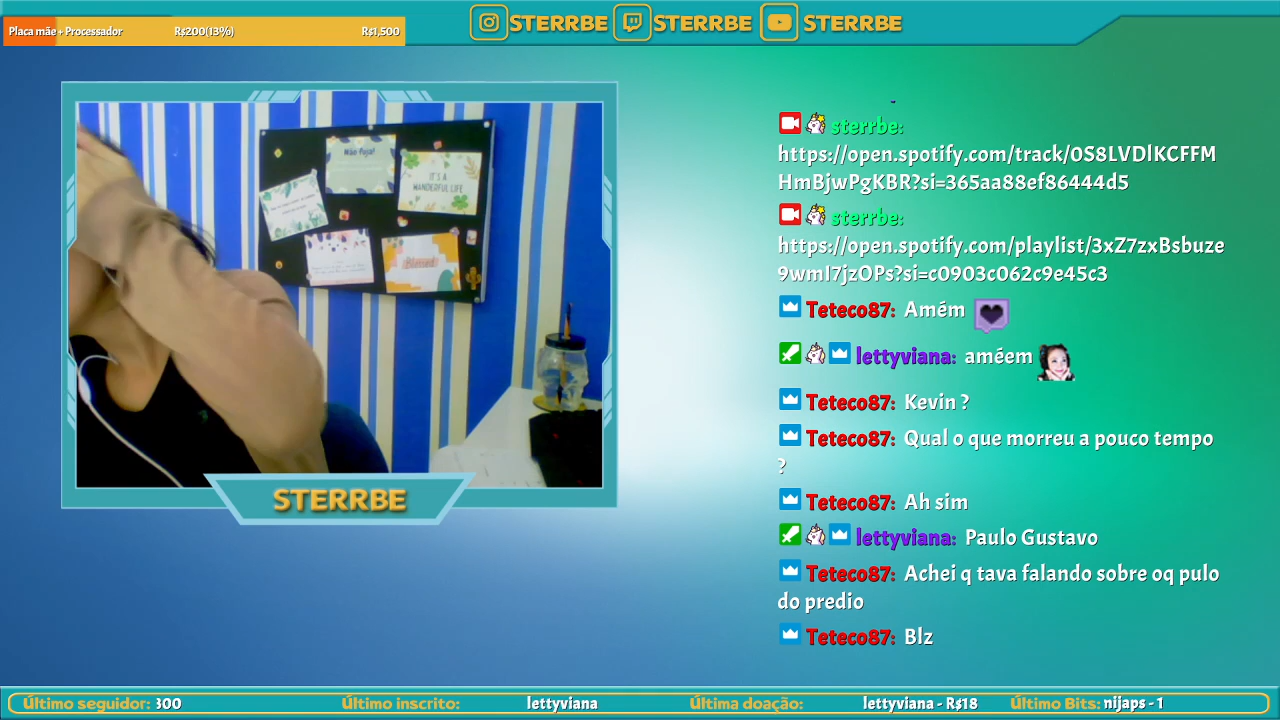 Placa mãe + Processador R$200(13%) R$1,500
STERRBE STERRBE STERRBE
Mão Fuja!
IT'S A
WANDERFUL LIFE
Blessed
STERRBE
sterrbe:
https://open.spotify.com/track/0S8LVDlKCFFM
HmBjwPgKBR?si=365aa88ef86444d5
sterrbe:
https://open.spotify.com/playlist/3xZ7zxBsbuze
9wmI7jzOPs?si=c0903c062c9e45c3
Teteco87: Amém
lettyviana: améem
Teteco87: Kevin ?
Teteco87: Qual o que morreu a pouco tempo
?
Teteco87: Ah sim
lettyviana: Paulo Gustavo
Teteco87: Achei q tava falando sobre oq pulo
do predio
Teteco87: Blz
Último seguidor: 300 Último inscrito: lettyviana Última doação: lettyviana - R$18 Último Bits: nijaps - 1